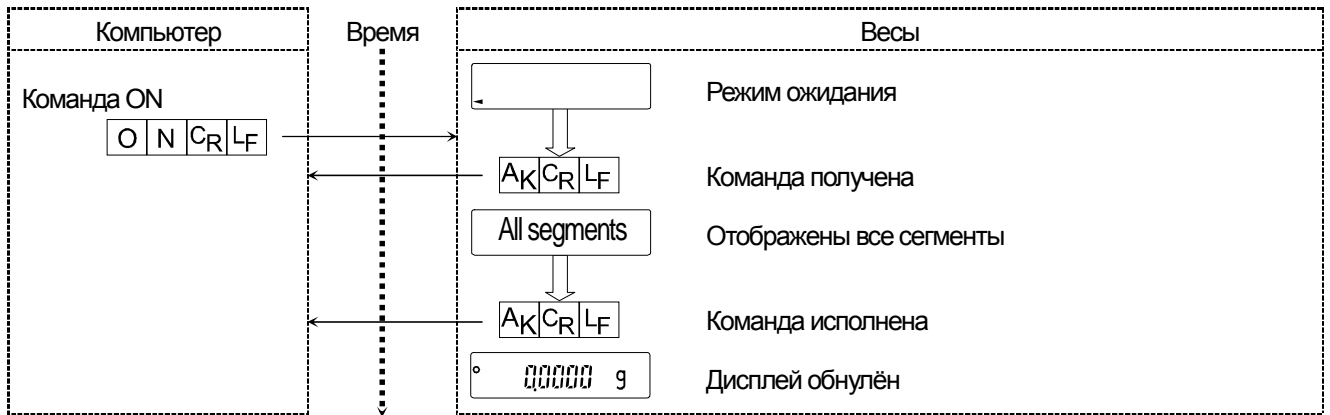 Компьютер Время Весы
Команда ON
Режим ожидания
O N CR LF
AK CR LF Команда получена
All segments Отображены все сегменты
AK CR LF Команда исполнена
0.0000 g Дисплей обнулён